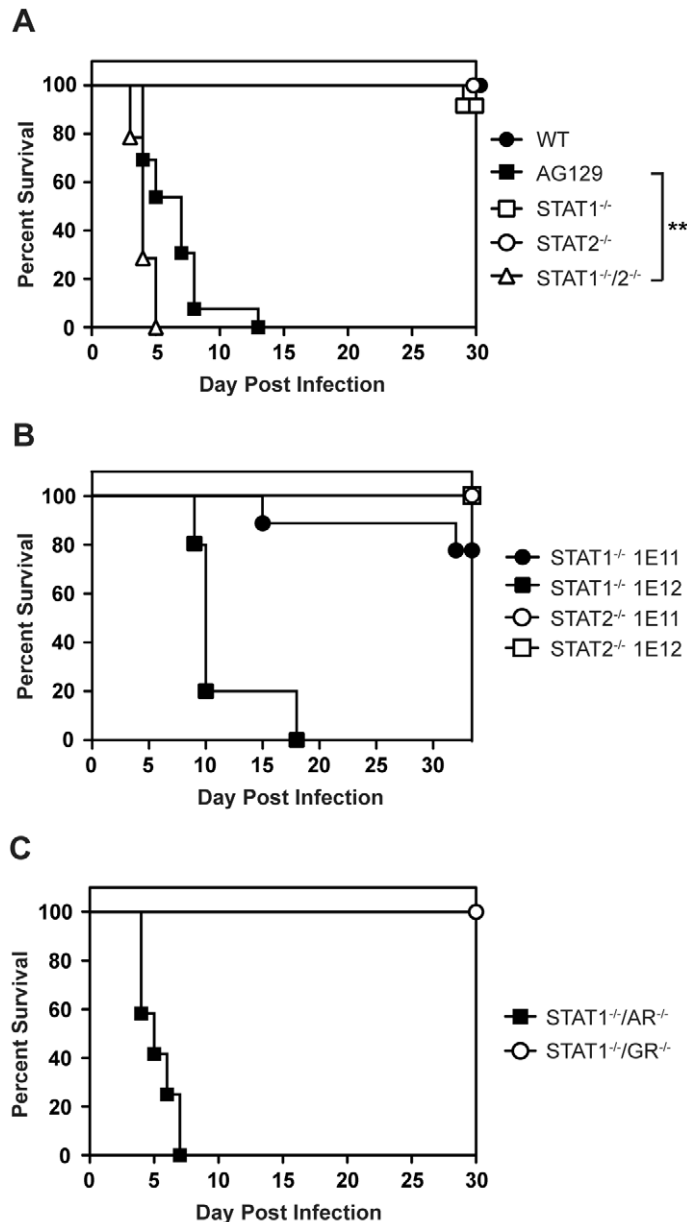 A
Percent Survival
100
80
60
40
20
0
0 5 10 15 20 25 30
Day Post Infection
WT
AG129
STAT1-/-
STAT2-/-
STAT1-/-/2-/-
**
B
Percent Survival
100
80
60
40
20
0
0 5 10 15 20 25 30
Day Post Infection
STAT1-/- 1E11
STAT1-/- 1E12
STAT2-/- 1E11
STAT2-/- 1E12
C
Percent Survival
100
80
60
40
20
0
0 5 10 15 20 25 30
Day Post Infection
STAT1-/-/AR-/-
STAT1-/-/GR-/-